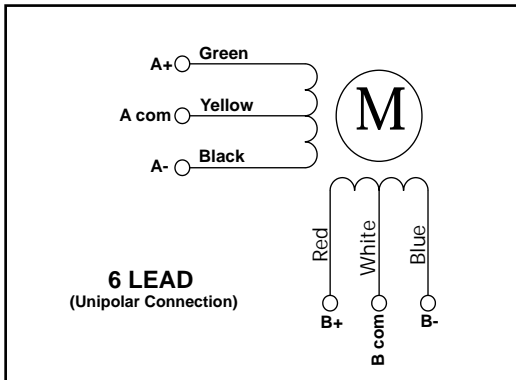 Green
A+
Yellow
A com
Black
A-
M
Red
White
Blue
6 LEAD
(Unipolar Connection)
B+
B com
B-